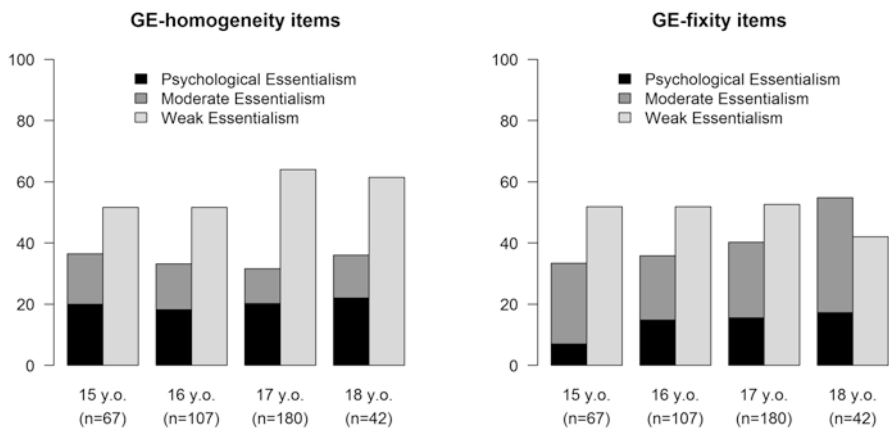 GE-homogeneity items
100
80
60
40
20
0
Psychological Essentialism
Moderate Essentialism
Weak Essentialism
15 y.o. 16 y.o. 17 y.o. 18 y.o.
(n=67) (n=107) (n=180) (n=42)
GE-fixity items
100
80
60
40
20
0
Psychological Essentialism
Moderate Essentialism
Weak Essentialism
15 y.o. 16 y.o. 17 y.o. 18 y.o.
(n=67) (n=107) (n=180) (n=42)